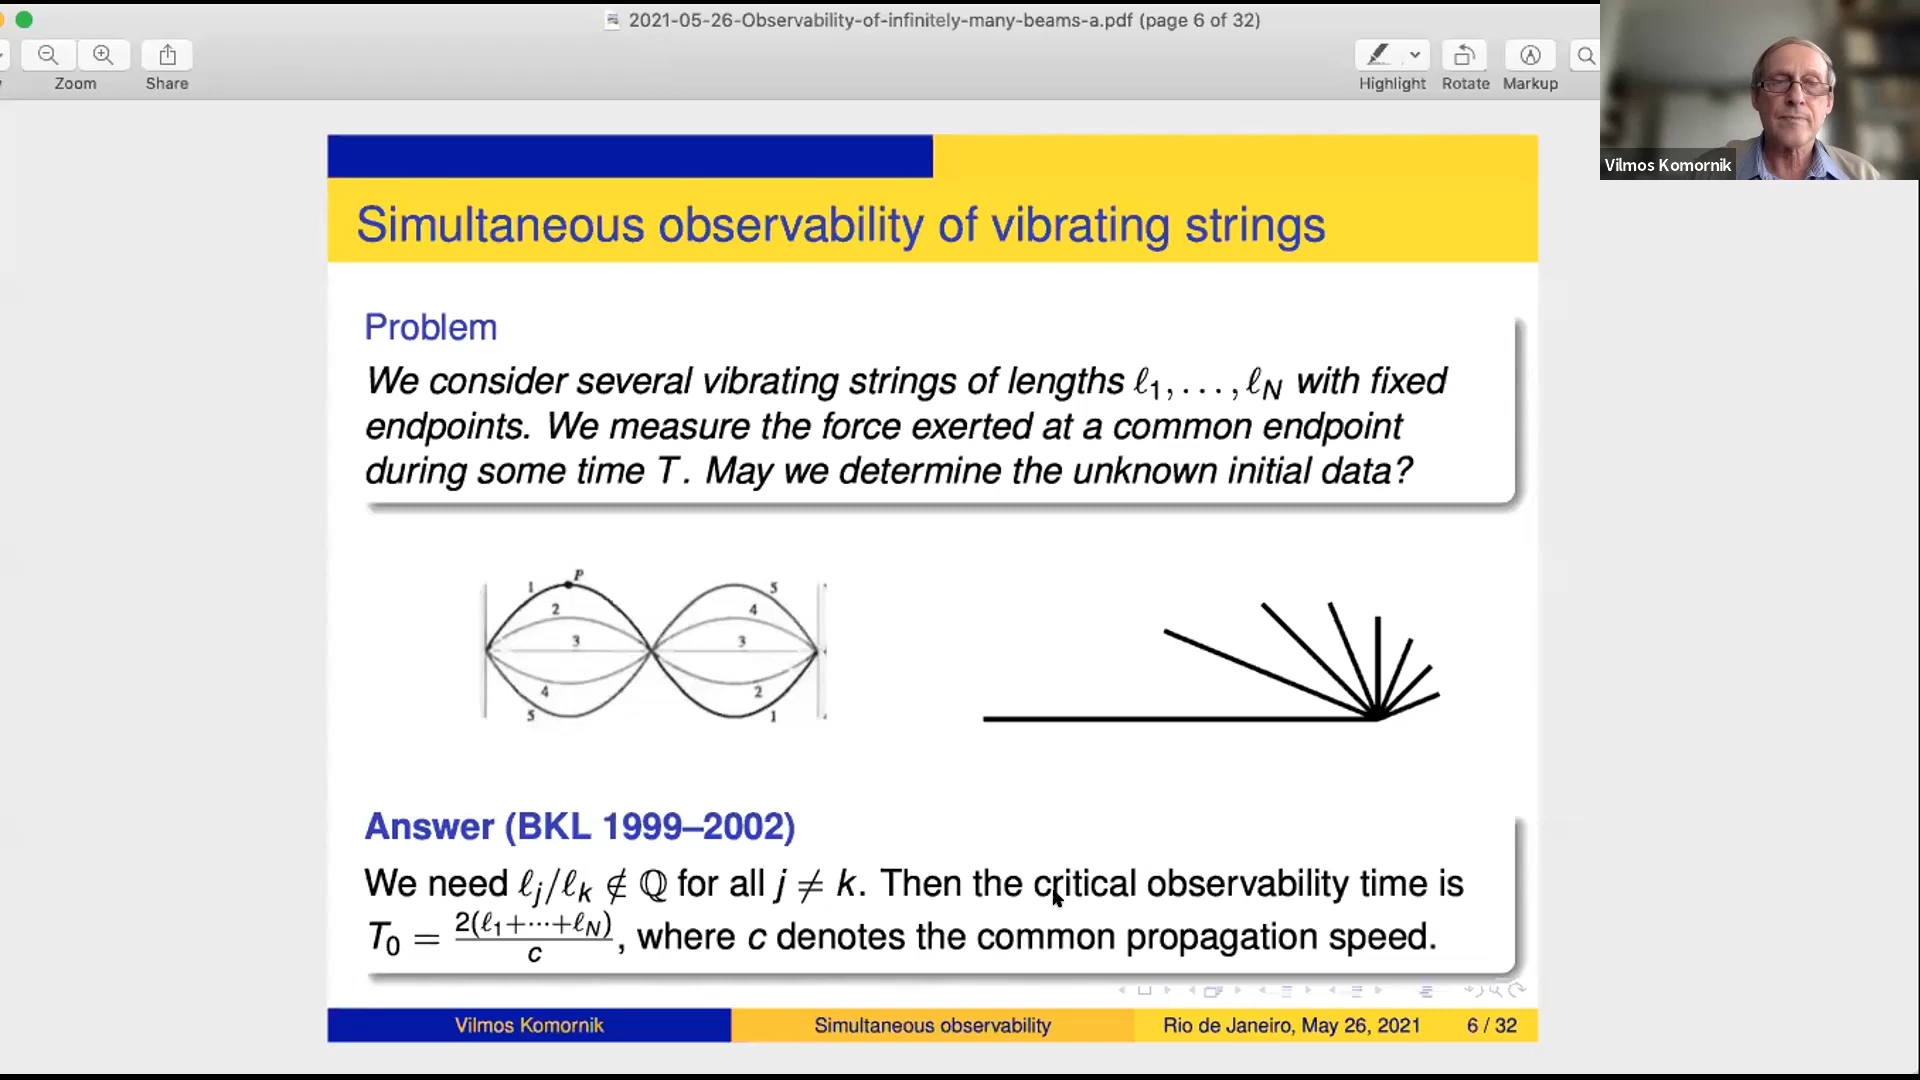 2021-05-26-Observability-of-infinitely-many-beams-a.pdf (page 6 of 32)
Zoom
Share
Highlight
Rotate
Markup
Vilmos Komornik
Simultaneous observability of vibrating strings
Problem
We consider several vibrating strings of lengths ℓ₁, . . . , ℓ_N with fixed
endpoints. We measure the force exerted at a common endpoint
during some time T. May we determine the unknown initial data?
1 P 5
2 4
3 3
4 2
5 1
Answer (BKL 1999–2002)
We need ℓⱼ/ℓₖ ∉ ℚ for all j ≠ k. Then the critical observability time is
T₀ = 2(ℓ₁+···+ℓ_N)/c, where c denotes the common propagation speed.
Vilmos Komornik
Simultaneous observability
Rio de Janeiro, May 26, 2021
6 / 32